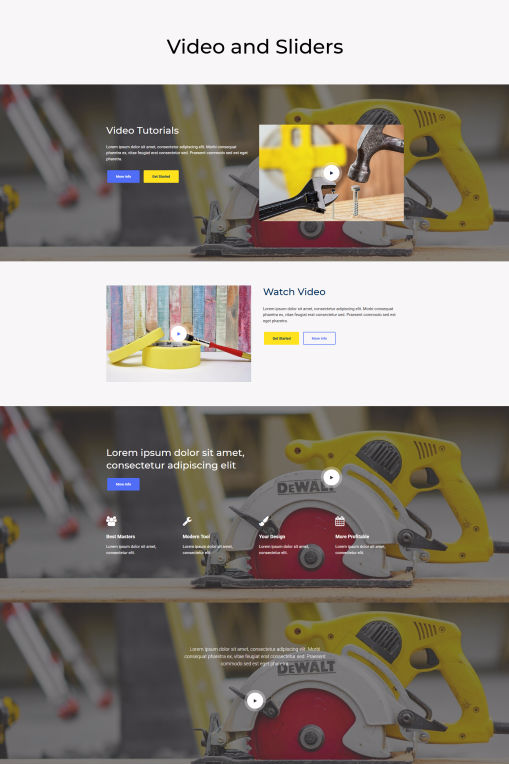 Video and Sliders
Video Tutorials
Lorem ipsum dolor sit amet, consectetur adipiscing elit. Morbi consequat
pharetra ex, vitae feugiat erat consectetur sed. Praesent commodo sed est eget
pharetra.
More Info
Get Started
Watch Video
Lorem ipsum dolor sit amet, consectetur adipiscing elit. Morbi consequat
pharetra ex, vitae feugiat erat consectetur sed. Praesent commodo sed est
eget pharetra.
Get Started
More Info
Lorem ipsum dolor sit amet,
consectetur adipiscing elit
More Info
DEWALT
Best Masters
Lorem ipsum dolor sit amet,
consectetur elit.
Modern Tool
Lorem ipsum dolor sit amet,
consectetur elit.
Your Design
Lorem ipsum dolor sit amet,
consectetur elit.
More Profitable
Lorem ipsum dolor sit amet,
consectetur elit.
Lorem ipsum dolor sit amet, consectetur adipiscing elit. Morbi
consequat pharetra ex, vitae feugiat erat consectetur sed. Praesent
commodo sed est eget pharetra.
DEWALT